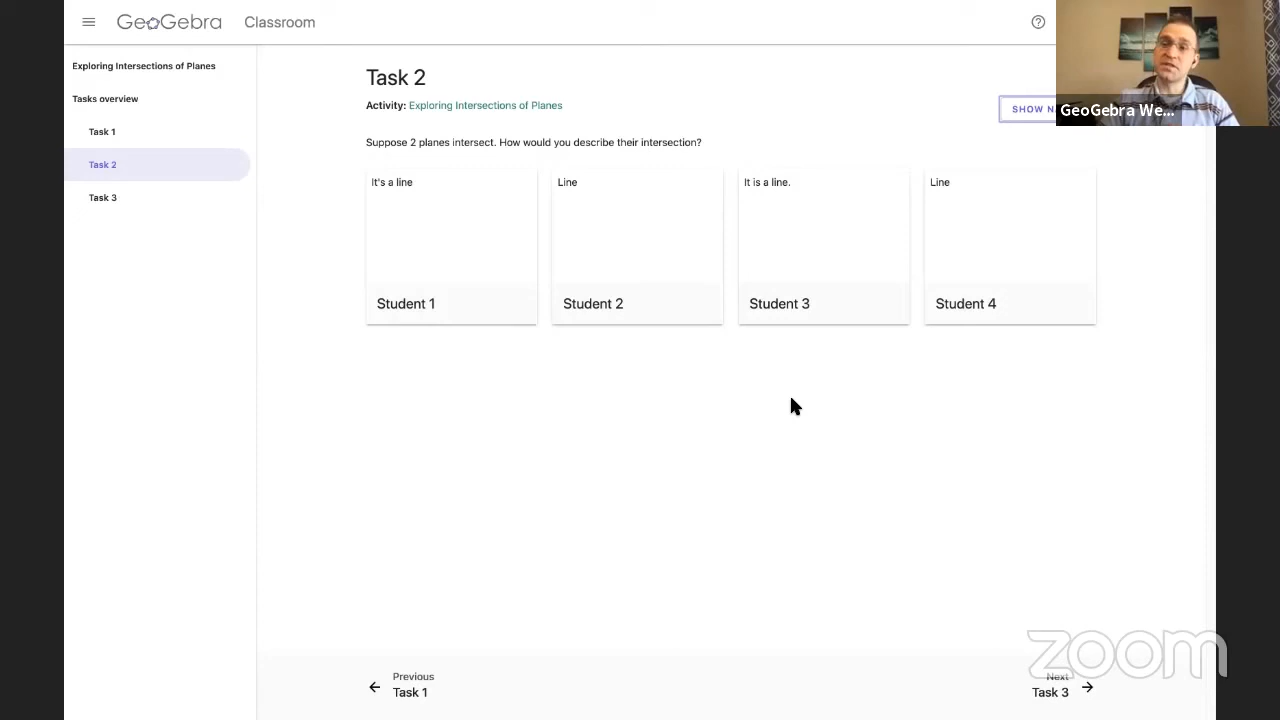 GeoGebra Classroom
GeoGebra We...
Exploring Intersections of Planes
Tasks overview
Task 1
Task 2
Task 3
Task 2
Activity: Exploring Intersections of Planes
SHOW N
Suppose 2 planes intersect. How would you describe their intersection?
It's a line
Student 1
Line
Student 2
It is a line.
Student 3
Line
Student 4
Previous
Task 1
Next
Task 3
zoom